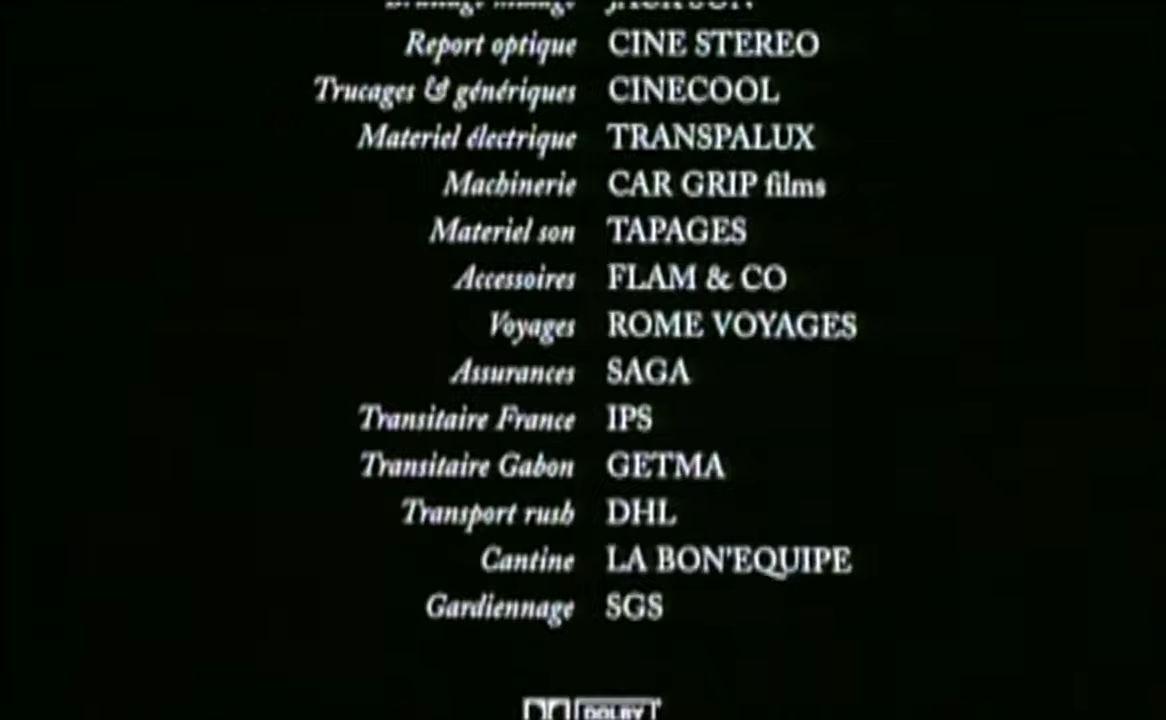 JACKSON
Report optique CINE STEREO
Trucages & génériques CINECOOL
Materiel électrique TRANSPALUX
Machinerie CAR GRIP films
Materiel son TAPAGES
Accessoires FLAM & CO
Voyages ROME VOYAGES
Assurances SAGA
Transitaire France IPS
Transitaire Gabon GETMA
Transport rush DHL
Cantine LA BON'EQUIPE
Gardiennage SGS
DOLBY